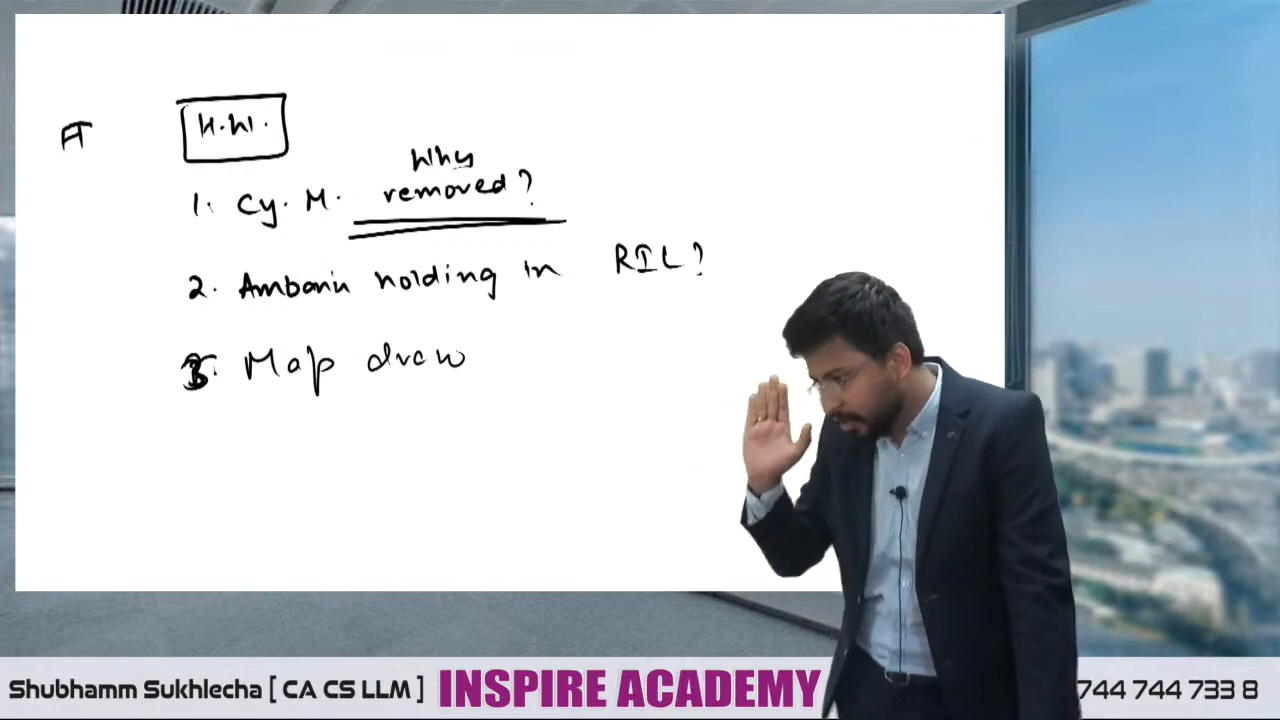 H.W.
Why
1. Cy. M. removed?
2. Ambani holding in RIL?
3. Map draw
Shubhamm Sukhlecha [ CA CS LLM ] INSPIRE ACADEMY 744 744 733 8